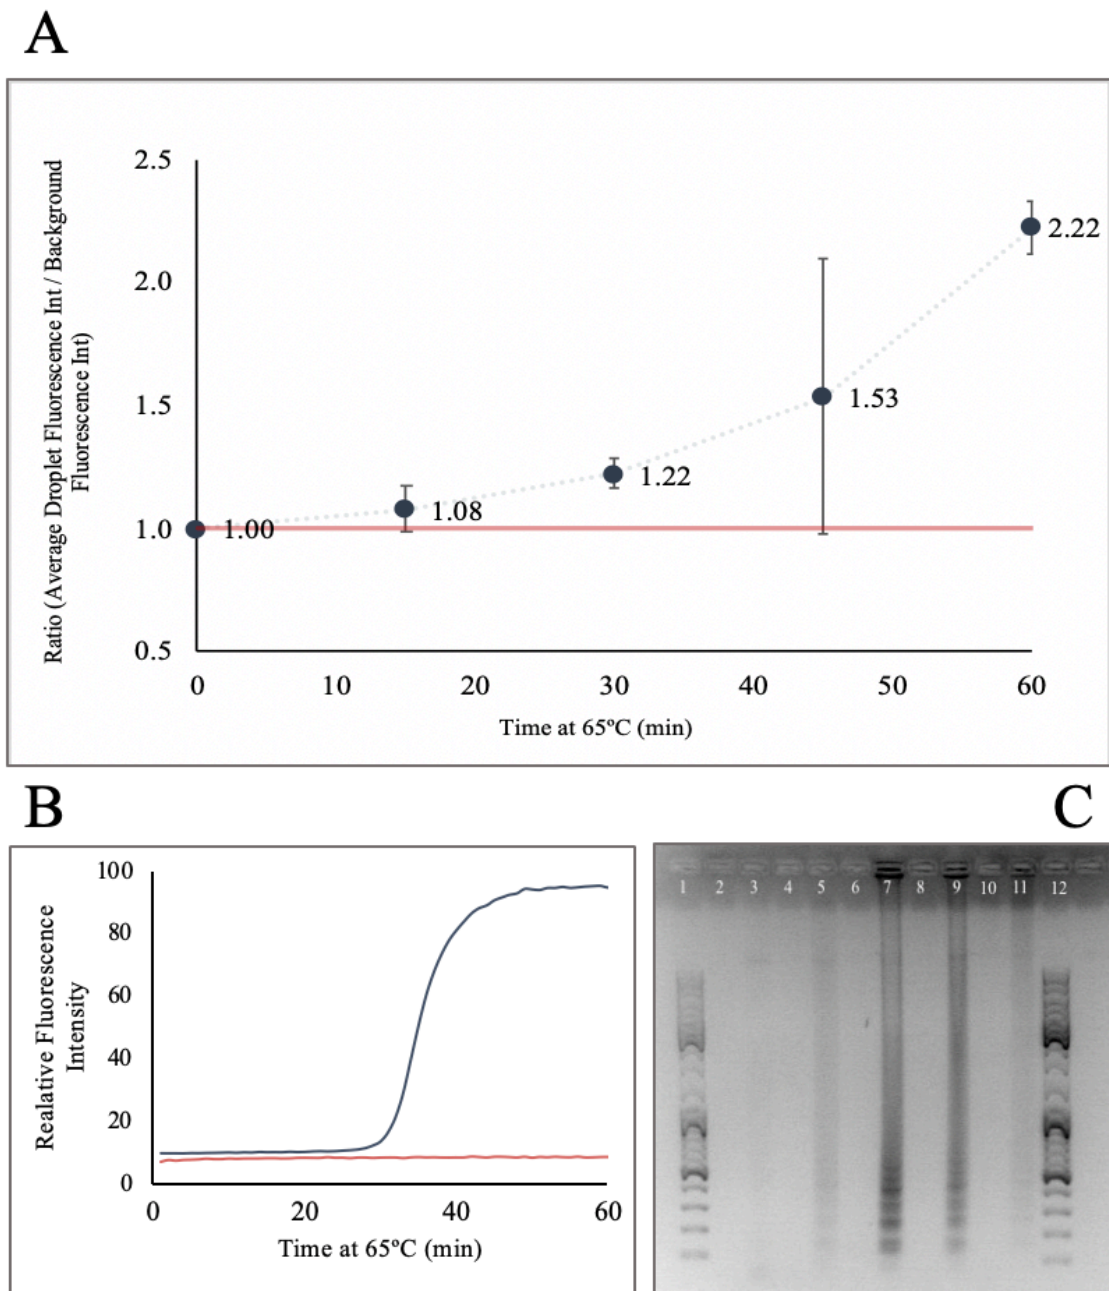 A
Ratio (Average Droplet Fluorescence Int / Background
Fluorescence Int)
2.5
2.0
1.5
1.0
0.5
1.00
1.08
1.22
1.53
2.22
0 10 20 30 40 50 60
Time at 65ºC (min)
B
Realative Fluorescence
Intensity
100
80
60
40
20
0
0 20 40 60
Time at 65ºC (min)
C
1 2 3 4 5 6 7 8 9 10 11 12